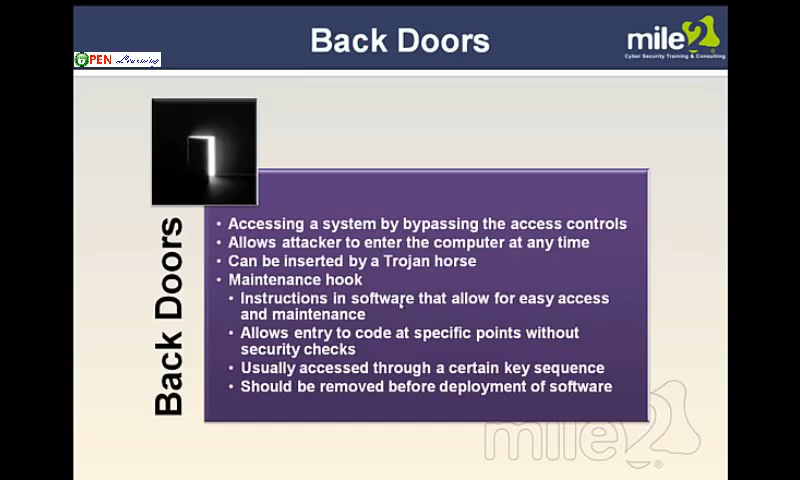 Back Doors
mile2
Cyber Security Training & Consulting
OPEN Learning
Back Doors
• Accessing a system by bypassing the access controls
• Allows attacker to enter the computer at any time
• Can be inserted by a Trojan horse
• Maintenance hook
• Instructions in software that allow for easy access
and maintenance
• Allows entry to code at specific points without
security checks
• Usually accessed through a certain key sequence
• Should be removed before deployment of software
mile2
®